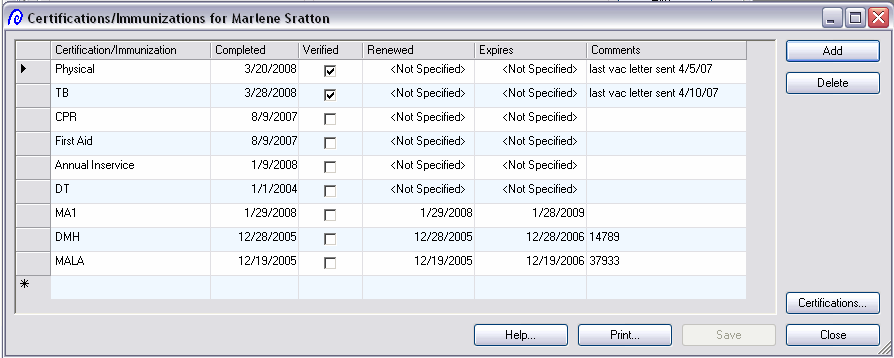 Certifications/Immunizations for Marlene Sratton
Certification/Immunization Completed Verified Renewed Expires Comments
Physical 3/20/2008 <Not Specified> <Not Specified> last vac letter sent 4/5/07
TB 3/28/2008 <Not Specified> <Not Specified> last vac letter sent 4/10/07
CPR 8/9/2007 <Not Specified> <Not Specified>
First Aid 8/9/2007 <Not Specified> <Not Specified>
Annual Inservice 1/9/2008 <Not Specified> <Not Specified>
DT 1/1/2004 <Not Specified> <Not Specified>
MA1 1/29/2008 1/29/2008 1/28/2009
DMH 12/28/2005 12/28/2005 12/28/2006 14789
MALA 12/19/2005 12/19/2005 12/19/2006 37933
Add
Delete
Certifications...
Help... Print... Save Close